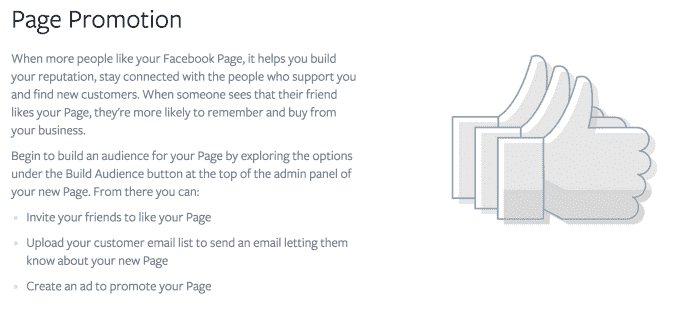 Page Promotion
When more people like your Facebook Page, it helps you build
your reputation, stay connected with the people who support you
and find new customers. When someone sees that their friend
likes your Page, they're more likely to remember and buy from
your business.
Begin to build an audience for your Page by exploring the options
under the Build Audience button at the top of the admin panel of
your new Page. From there you can:
Invite your friends to like your Page
Upload your customer email list to send an email letting them
know about your new Page
Create an ad to promote your Page